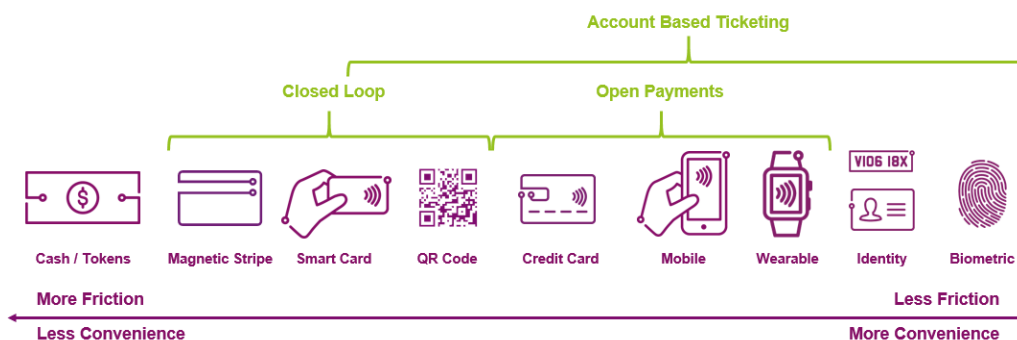 Account Based Ticketing
Closed Loop
Open Payments
$
VIOG I8X
Cash / Tokens
Magnetic Stripe
Smart Card
QR Code
Credit Card
Mobile
Wearable
Identity
Biometric
More Friction
Less Friction
Less Convenience
More Convenience